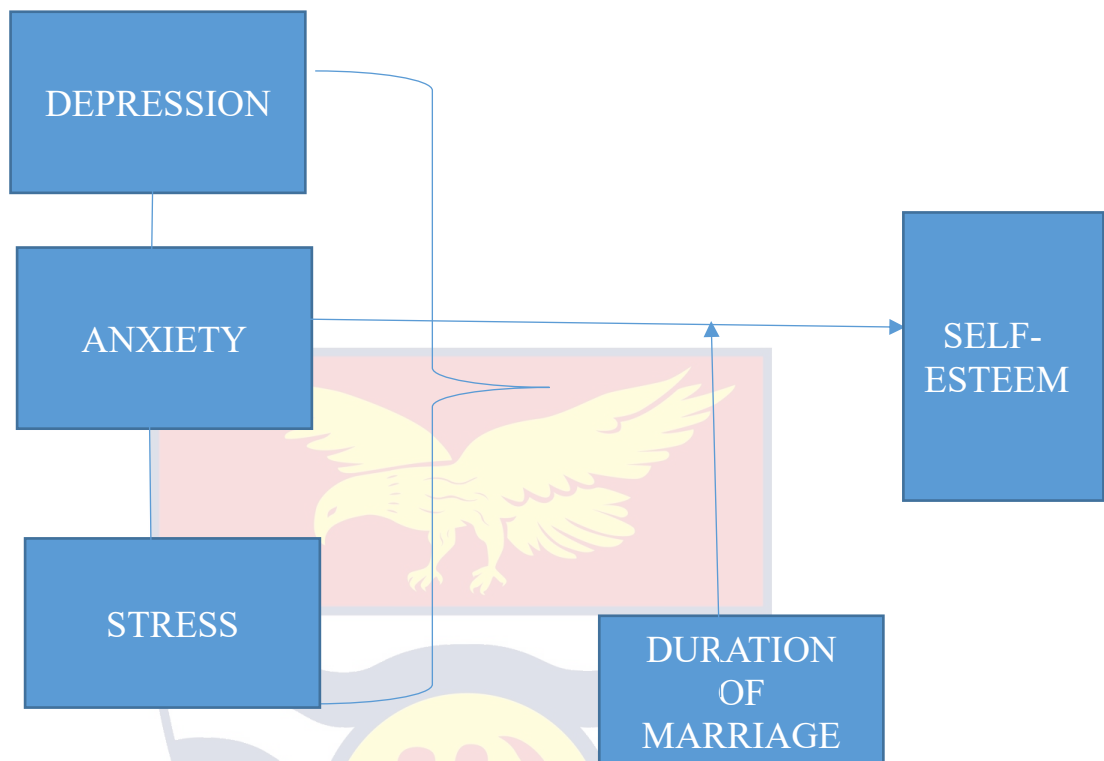 DEPRESSION
ANXIETY
SELF-
ESTEEM
STRESS
DURATION
OF
MARRIAGE